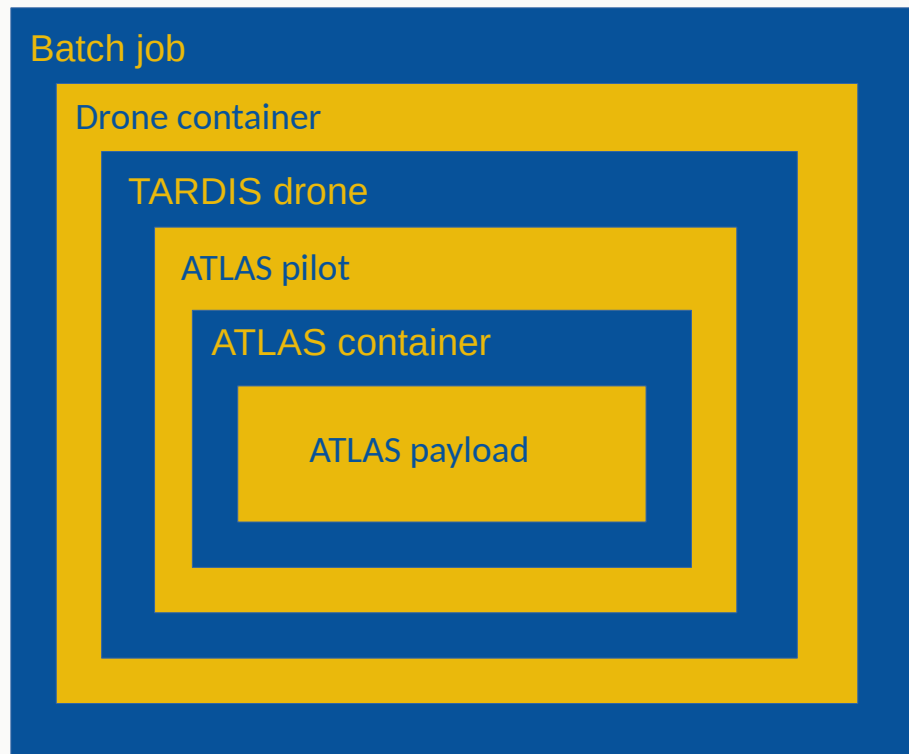 Batch job
Drone container
TARDIS drone
ATLAS pilot
ATLAS container
ATLAS payload